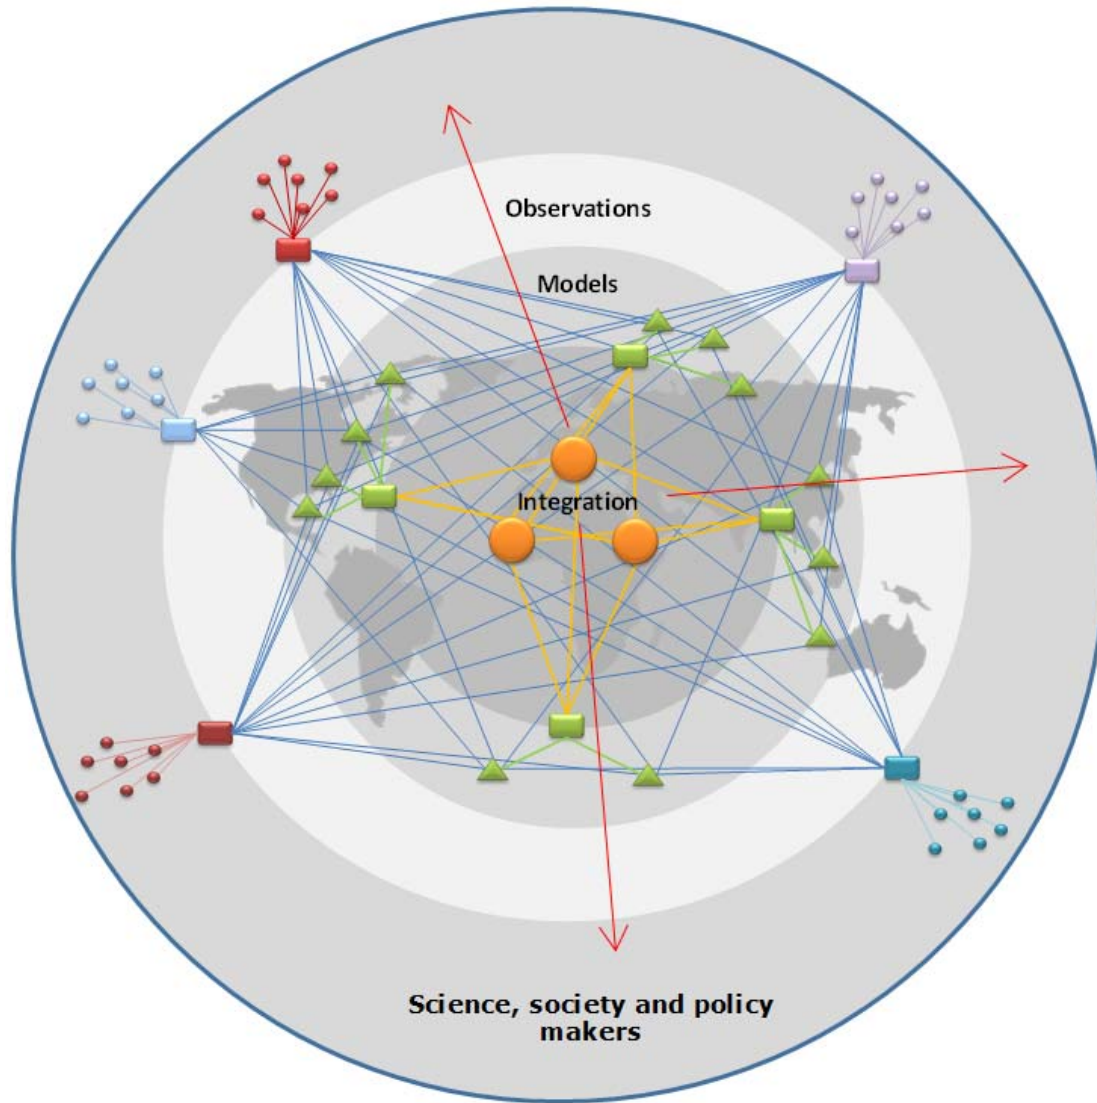 Observations
Models
Integration
Science, society and policy
makers